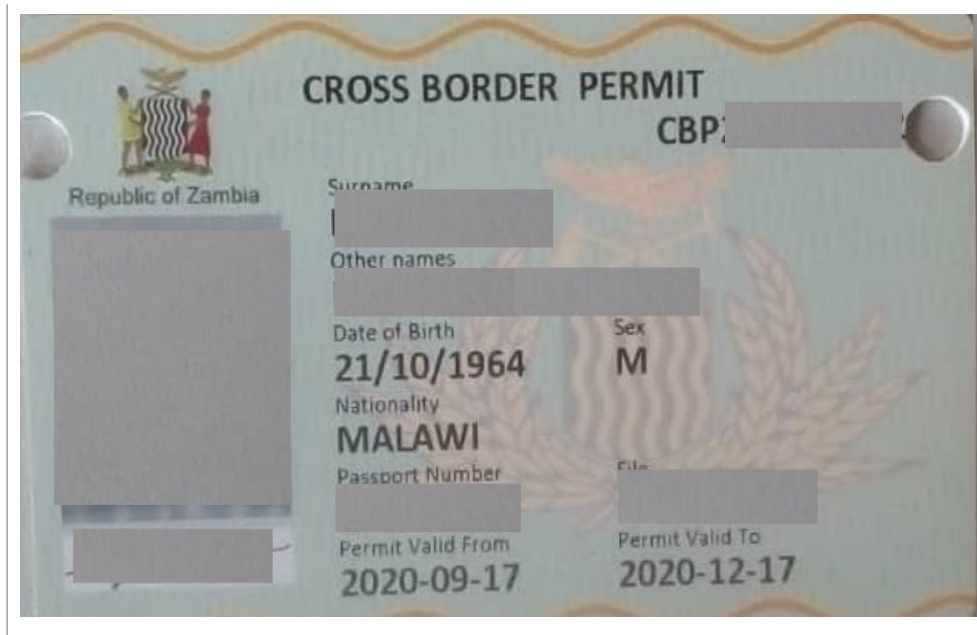 CROSS BORDER PERMIT
CBP
Republic of Zambia
Surname
Other names
Date of Birth
Sex
21/10/1964
M
Nationality
MALAWI
Passport Number
File
Permit Valid From
Permit Valid To
2020-09-17
2020-12-17